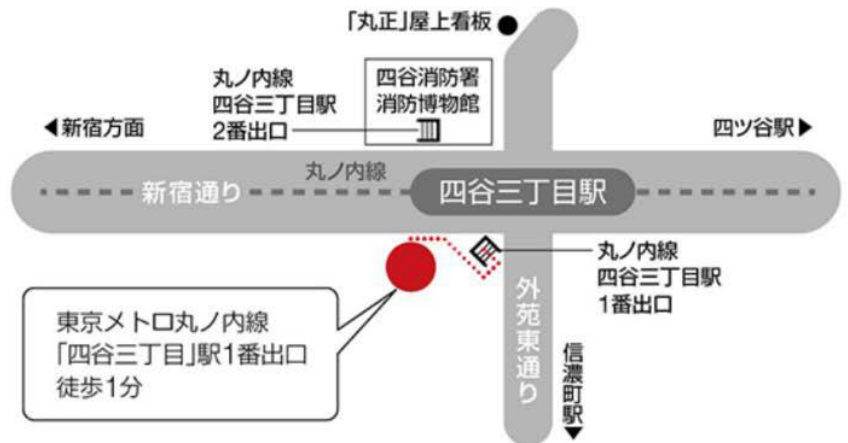 「丸正」屋上看板
丸ノ内線
四谷三丁目駅
2番出口
四谷消防署
消防博物館
◀新宿方面
四ツ谷駅▶
丸ノ内線
新宿通り
四谷三丁目駅
丸ノ内線
四谷三丁目駅
1番出口
東京メトロ丸ノ内線
「四谷三丁目」駅1番出口
徒歩1分
外苑東通り
信濃町駅▼